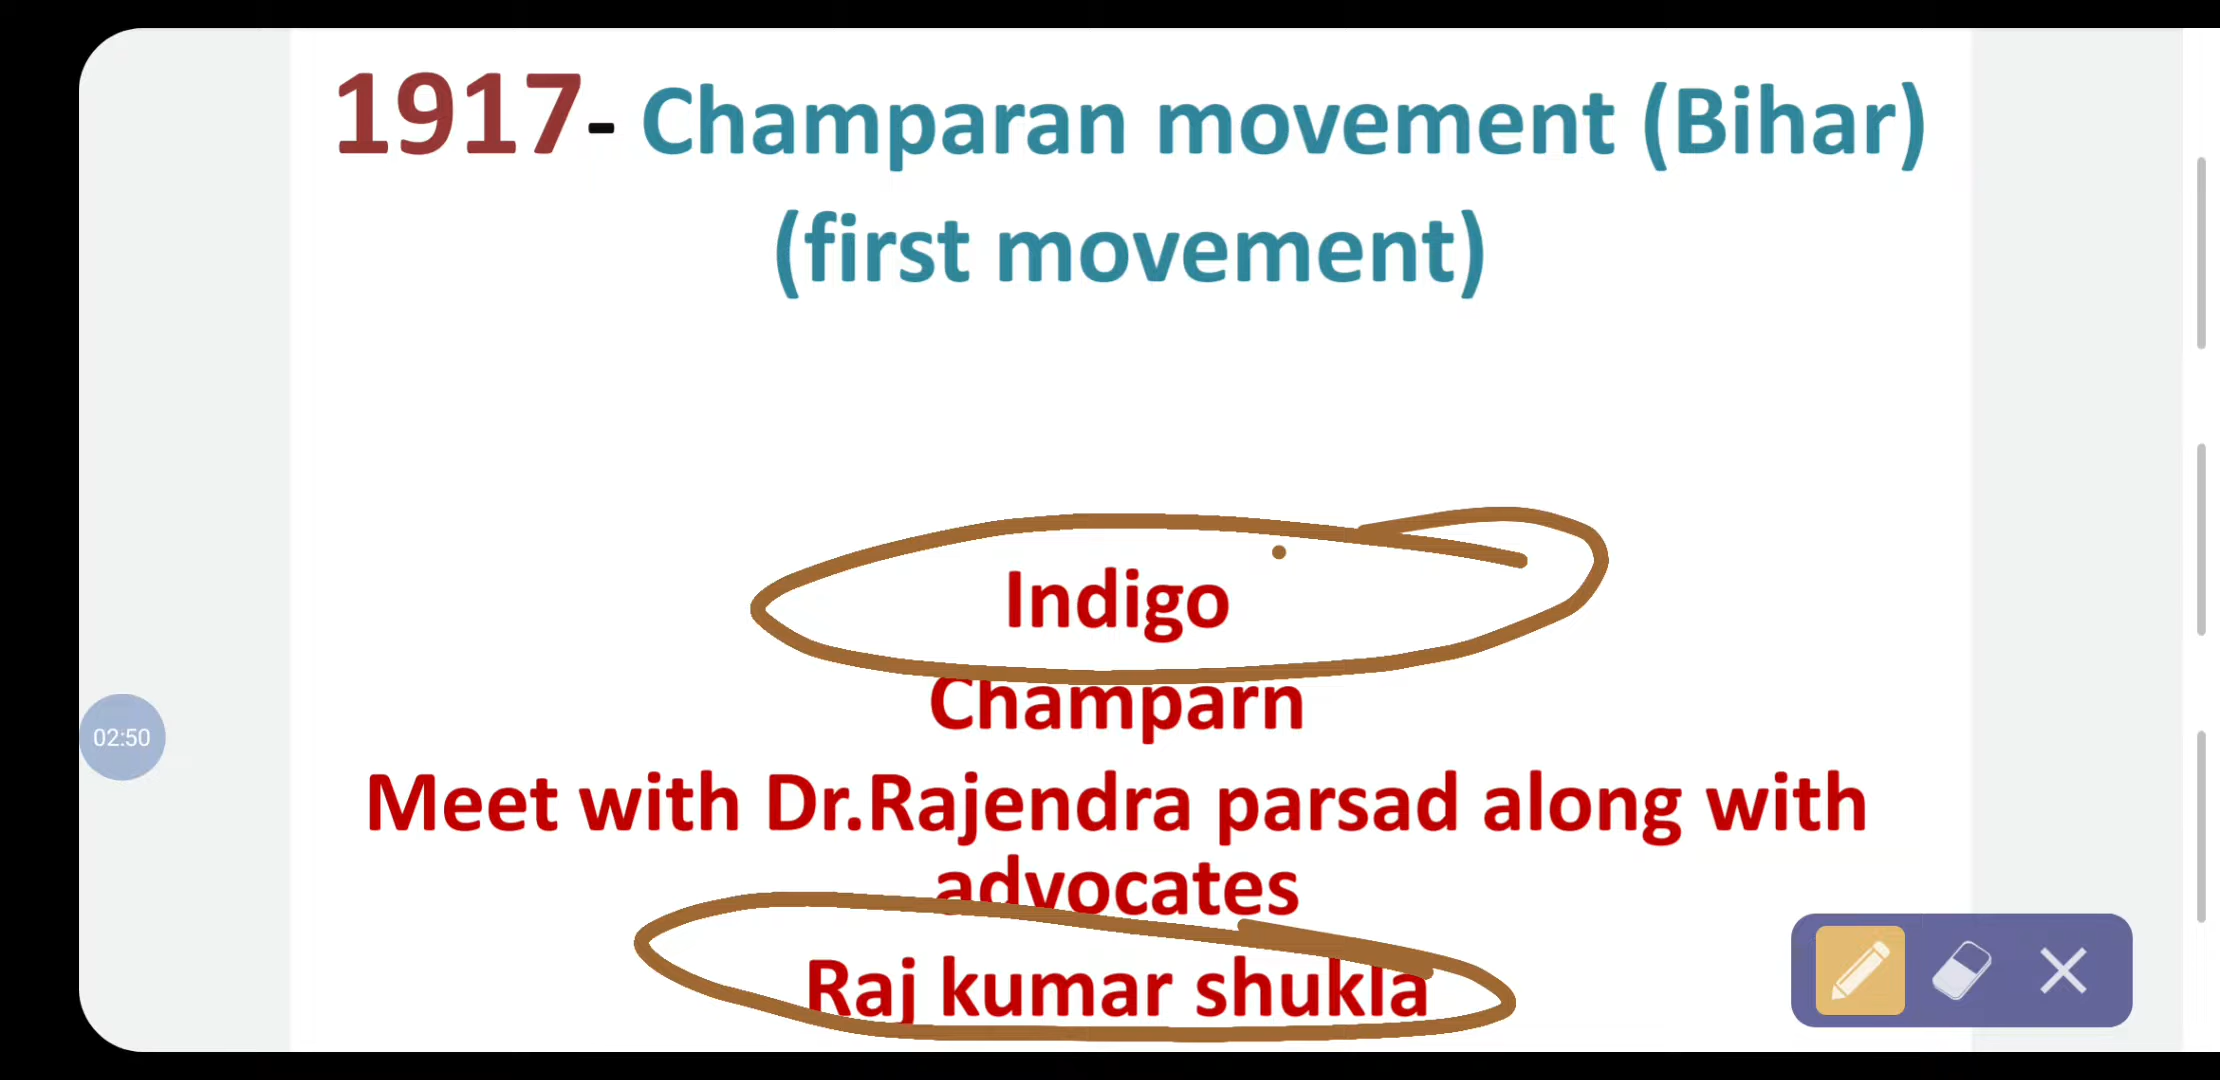 1917- Champaran movement (Bihar)
(first movement)
Indigo
Champarn
Meet with Dr.Rajendra parsad along with
advocates
Raj kumar shukla
02:50